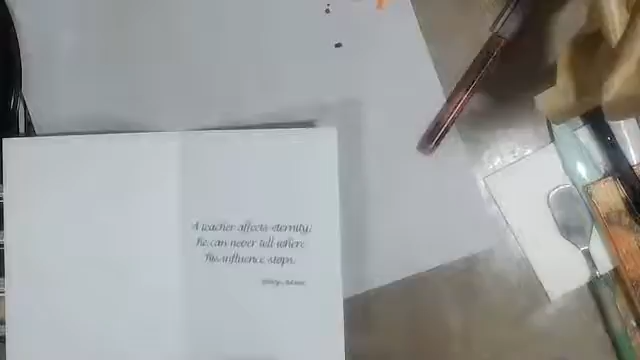 A teacher affects eternity;
he can never tell where
his influence stops.